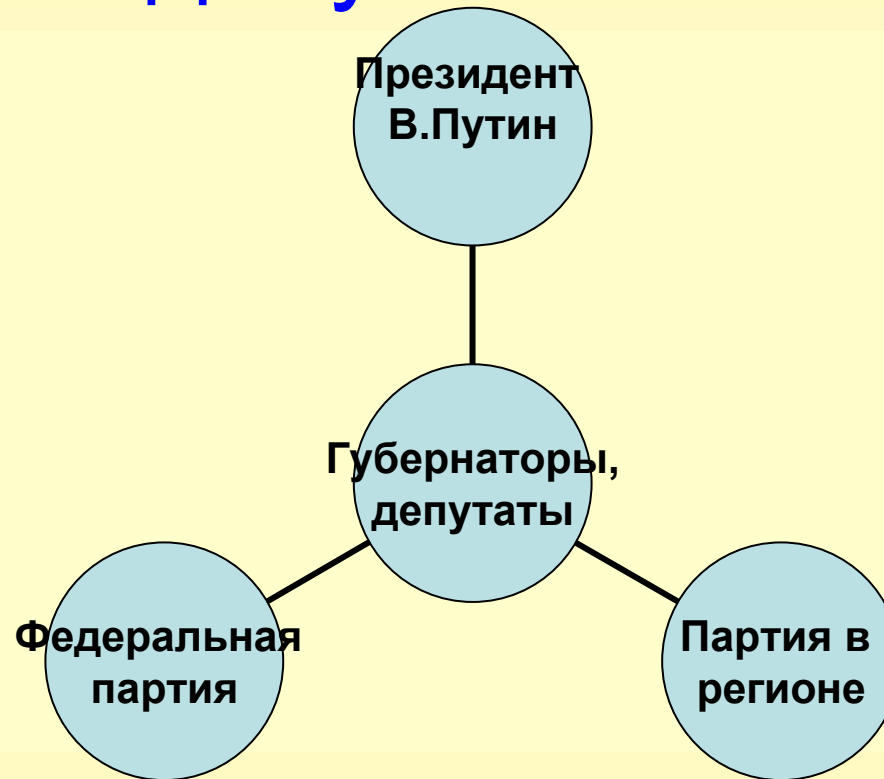 Президент
В.Путин
Губернаторы,
депутаты
Федеральная
партия
Партия в
регионе